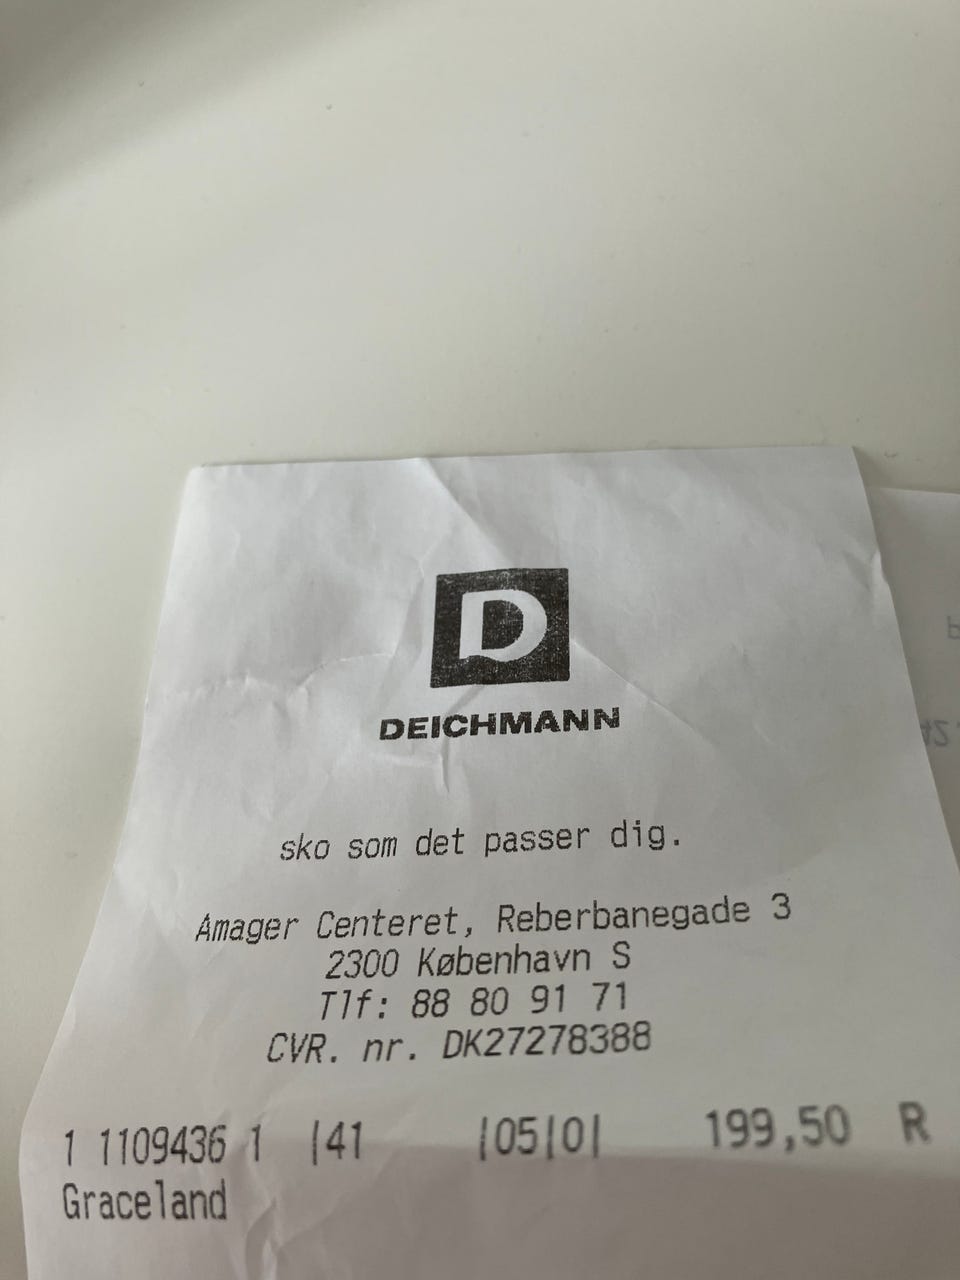 D
DEICHMANN
sko som det passer dig.
Amager Centeret, Reberbanegade 3
2300 København S
Tlf: 88 80 91 71
CVR. nr. DK27278388
1 1109436 1 |41 |05|0| 199,50 R
Graceland